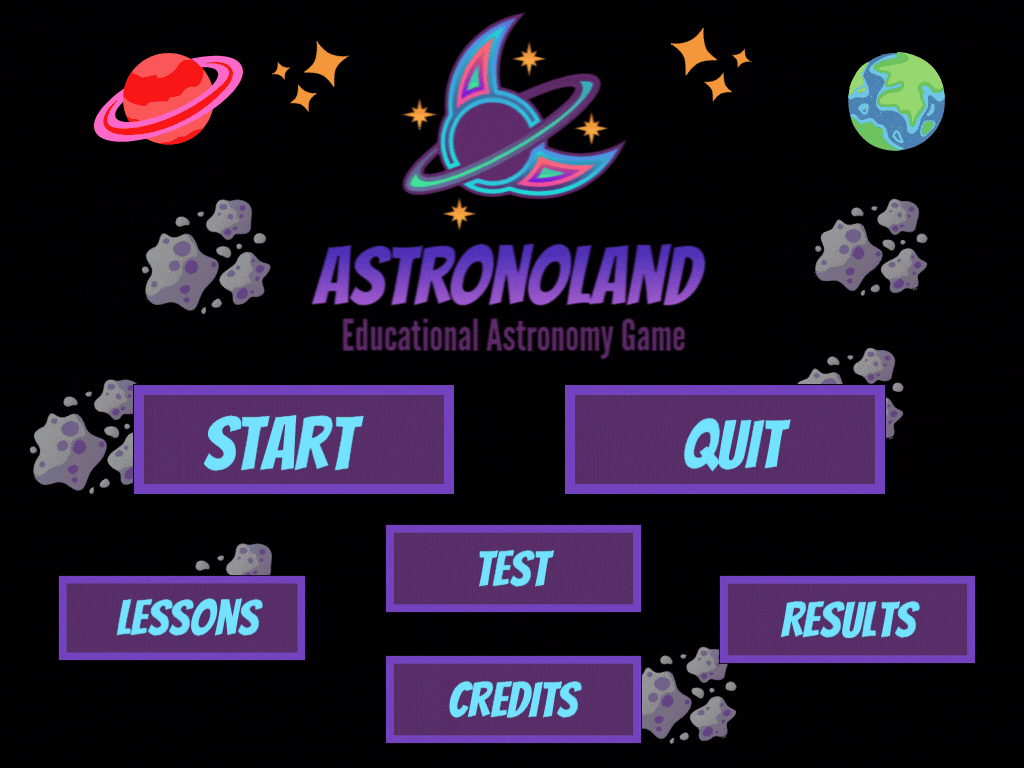 ASTRONOLAND
Educational Astronomy Game
START
QUIT
TEST
LESSONS
RESULTS
CREDITS